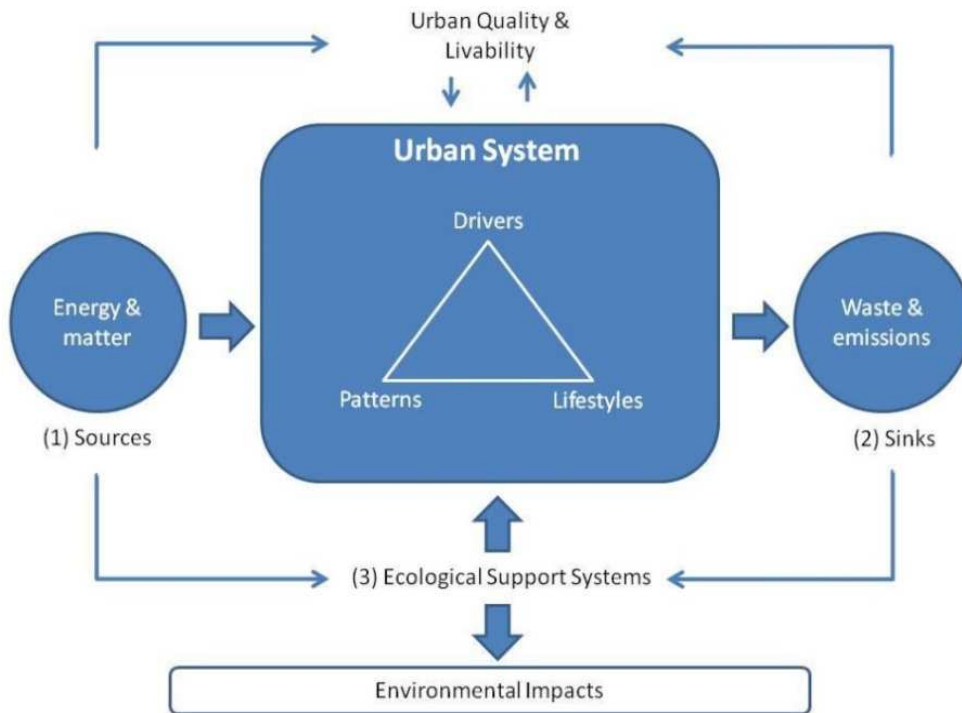 Urban Quality &
Livability
Urban System
Drivers
Energy &
matter
Waste &
emissions
Patterns
Lifestyles
(1) Sources
(2) Sinks
(3) Ecological Support Systems
Environmental Impacts